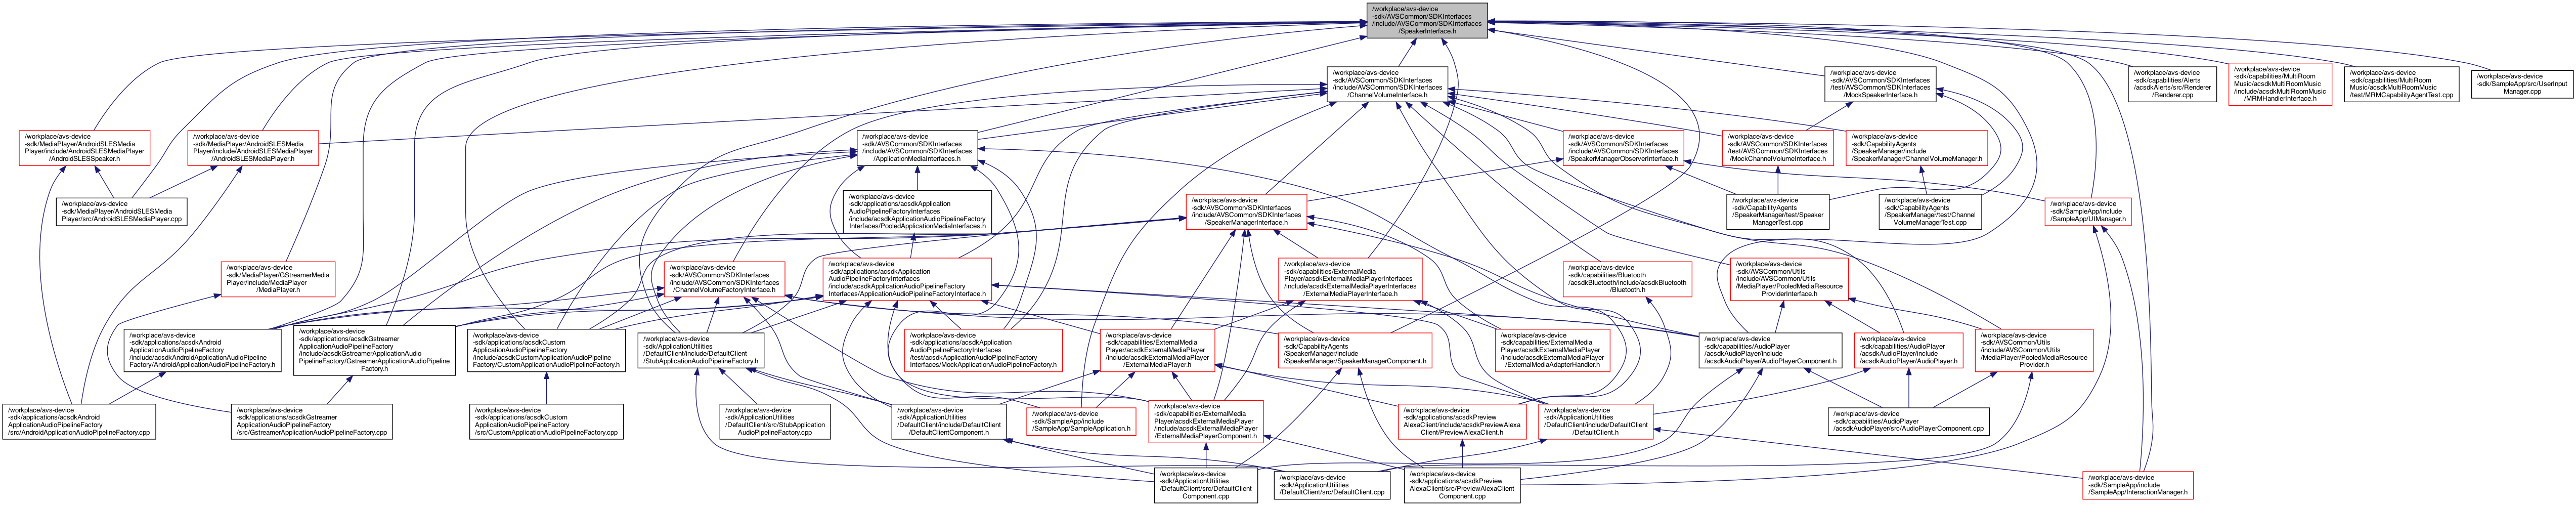 /workplace/avs-device
-sdk/AVSCommon/SDKInterfaces
/include/AVSCommon/SDKInterfaces
/SpeakerInterface.h
/workplace/avs-device
-sdk/AVSCommon/SDKInterfaces
/include/AVSCommon/SDKInterfaces
/ChannelVolumeInterface.h
/workplace/avs-device
-sdk/AVSCommon/SDKInterfaces
/test/AVSCommon/SDKInterfaces
/MockSpeakerInterface.h
/workplace/avs-device
-sdk/capabilities/Alerts
/acsdkAlerts/src/Renderer
/Renderer.cpp
/workplace/avs-device
-sdk/capabilities/MultiRoom
Music/acsdkMultiRoomMusic
/include/acsdkMultiRoomMusic
/MRMHandlerInterface.h
/workplace/avs-device
-sdk/capabilities/MultiRoom
Music/acsdkMultiRoomMusic
/test/MRMCapabilityAgentTest.cpp
/workplace/avs-device
-sdk/SampleApp/src/UserInput
Manager.cpp
/workplace/avs-device
-sdk/MediaPlayer/AndroidSLESMedia
Player/include/AndroidSLESMediaPlayer
/AndroidSLESSpeaker.h
/workplace/avs-device
-sdk/MediaPlayer/AndroidSLESMedia
Player/include/AndroidSLESMediaPlayer
/AndroidSLESMediaPlayer.h
/workplace/avs-device
-sdk/AVSCommon/SDKInterfaces
/include/AVSCommon/SDKInterfaces
/ApplicationMediaInterfaces.h
/workplace/avs-device
-sdk/AVSCommon/SDKInterfaces
/include/AVSCommon/SDKInterfaces
/SpeakerManagerObserverInterface.h
/workplace/avs-device
-sdk/AVSCommon/SDKInterfaces
/test/AVSCommon/SDKInterfaces
/MockChannelVolumeInterface.h
/workplace/avs-device
-sdk/CapabilityAgents
/SpeakerManager/include
/SpeakerManager/ChannelVolumeManager.h
/workplace/avs-device
-sdk/MediaPlayer/AndroidSLESMedia
Player/src/AndroidSLESMediaPlayer.cpp
/workplace/avs-device
-sdk/applications/acsdkApplication
AudioPipelineFactoryInterfaces
/include/acsdkApplicationAudioPipelineFactory
Interfaces/PooledApplicationMediaInterfaces.h
/workplace/avs-device
-sdk/AVSCommon/SDKInterfaces
/include/AVSCommon/SDKInterfaces
/SpeakerManagerInterface.h
/workplace/avs-device
-sdk/CapabilityAgents
/SpeakerManager/test/Speaker
ManagerTest.cpp
/workplace/avs-device
-sdk/CapabilityAgents
/SpeakerManager/test/Channel
VolumeManagerTest.cpp
/workplace/avs-device
-sdk/SampleApp/include
/SampleApp/UIManager.h
/workplace/avs-device
-sdk/MediaPlayer/GStreamerMedia
Player/include/MediaPlayer
/MediaPlayer.h
/workplace/avs-device
-sdk/AVSCommon/SDKInterfaces
/include/AVSCommon/SDKInterfaces
/ChannelVolumeFactoryInterface.h
/workplace/avs-device
-sdk/applications/acsdkApplication
AudioPipelineFactoryInterfaces
/include/acsdkApplicationAudioPipelineFactory
Interfaces/ApplicationAudioPipelineFactoryInterface.h
/workplace/avs-device
-sdk/capabilities/ExternalMedia
Player/acsdkExternalMediaPlayerInterfaces
/include/acsdkExternalMediaPlayerInterfaces
/ExternalMediaPlayerInterface.h
/workplace/avs-device
-sdk/capabilities/Bluetooth
/acsdkBluetooth/include/acsdkBluetooth
/Bluetooth.h
/workplace/avs-device
-sdk/AVSCommon/Utils
/include/AVSCommon/Utils
/MediaPlayer/PooledMediaResource
ProviderInterface.h
/workplace/avs-device
-sdk/applications/acsdkAndroid
ApplicationAudioPipelineFactory
/include/acsdkAndroidApplicationAudioPipeline
Factory/AndroidApplicationAudioPipelineFactory.h
/workplace/avs-device
-sdk/applications/acsdkGstreamer
ApplicationAudioPipelineFactory
/include/acsdkGstreamerApplicationAudio
PipelineFactory/GstreamerApplicationAudioPipeline
Factory.h
/workplace/avs-device
-sdk/applications/acsdkCustom
ApplicationAudioPipelineFactory
/include/acsdkCustomApplicationAudioPipeline
Factory/CustomApplicationAudioPipelineFactory.h
/workplace/avs-device
-sdk/ApplicationUtilities
/DefaultClient/include/DefaultClient
/StubApplicationAudioPipelineFactory.h
/workplace/avs-device
-sdk/applications/acsdkApplication
AudioPipelineFactoryInterfaces
/test/acsdkApplicationAudioPipelineFactory
Interfaces/MockApplicationAudioPipelineFactory.h
/workplace/avs-device
-sdk/capabilities/ExternalMedia
Player/acsdkExternalMediaPlayer
/include/acsdkExternalMediaPlayer
/ExternalMediaPlayer.h
/workplace/avs-device
-sdk/CapabilityAgents
/SpeakerManager/include
/SpeakerManager/SpeakerManagerComponent.h
/workplace/avs-device
-sdk/capabilities/ExternalMedia
Player/acsdkExternalMediaPlayer
/include/acsdkExternalMediaPlayer
/ExternalMediaAdapterHandler.h
/workplace/avs-device
-sdk/capabilities/AudioPlayer
/acsdkAudioPlayer/include
/acsdkAudioPlayer/AudioPlayerComponent.h
/workplace/avs-device
-sdk/capabilities/AudioPlayer
/acsdkAudioPlayer/include
/acsdkAudioPlayer/AudioPlayer.h
/workplace/avs-device
-sdk/AVSCommon/Utils
/include/AVSCommon/Utils
/MediaPlayer/PooledMediaResource
Provider.h
/workplace/avs-device
-sdk/applications/acsdkAndroid
ApplicationAudioPipelineFactory
/src/AndroidApplicationAudioPipelineFactory.cpp
/workplace/avs-device
-sdk/applications/acsdkGstreamer
ApplicationAudioPipelineFactory
/src/GstreamerApplicationAudioPipelineFactory.cpp
/workplace/avs-device
-sdk/applications/acsdkCustom
ApplicationAudioPipelineFactory
/src/CustomApplicationAudioPipelineFactory.cpp
/workplace/avs-device
-sdk/ApplicationUtilities
/DefaultClient/src/StubApplication
AudioPipelineFactory.cpp
/workplace/avs-device
-sdk/ApplicationUtilities
/DefaultClient/include/DefaultClient
/DefaultClientComponent.h
/workplace/avs-device
-sdk/SampleApp/include
/SampleApp/SampleApplication.h
/workplace/avs-device
-sdk/capabilities/ExternalMedia
Player/acsdkExternalMediaPlayer
/include/acsdkExternalMediaPlayer
/ExternalMediaPlayerComponent.h
/workplace/avs-device
-sdk/applications/acsdkPreview
AlexaClient/include/acsdkPreviewAlexa
Client/PreviewAlexaClient.h
/workplace/avs-device
-sdk/ApplicationUtilities
/DefaultClient/include/DefaultClient
/DefaultClient.h
/workplace/avs-device
-sdk/capabilities/AudioPlayer
/acsdkAudioPlayer/src/AudioPlayerComponent.cpp
/workplace/avs-device
-sdk/ApplicationUtilities
/DefaultClient/src/DefaultClient
Component.cpp
/workplace/avs-device
-sdk/ApplicationUtilities
/DefaultClient/src/DefaultClient.cpp
/workplace/avs-device
-sdk/applications/acsdkPreview
AlexaClient/src/PreviewAlexaClient
Component.cpp
/workplace/avs-device
-sdk/SampleApp/include
/SampleApp/InteractionManager.h